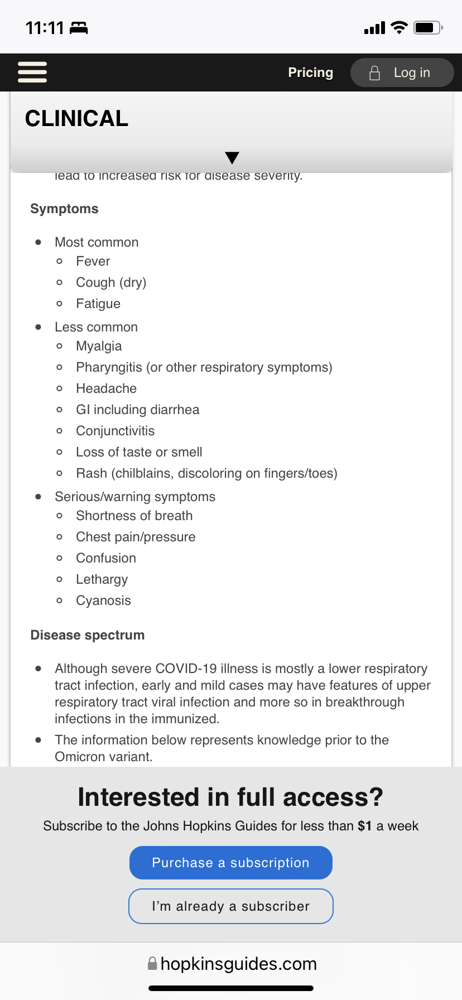 11:11
Pricing
Log in
CLINICAL
lead to increased risk for disease severity.
Symptoms
Most common
Fever
Cough (dry)
Fatigue
Less common
Myalgia
Pharyngitis (or other respiratory symptoms)
Headache
GI including diarrhea
Conjunctivitis
Loss of taste or smell
Rash (chilblains, discoloring on fingers/toes)
Serious/warning symptoms
Shortness of breath
Chest pain/pressure
Confusion
Lethargy
Cyanosis
Disease spectrum
Although severe COVID-19 illness is mostly a lower respiratory
tract infection, early and mild cases may have features of upper
respiratory tract viral infection and more so in breakthrough
infections in the immunized.
The information below represents knowledge prior to the
Omicron variant.
Interested in full access?
Subscribe to the Johns Hopkins Guides for less than $1 a week
Purchase a subscription
I'm already a subscriber
hopkinsguides.com